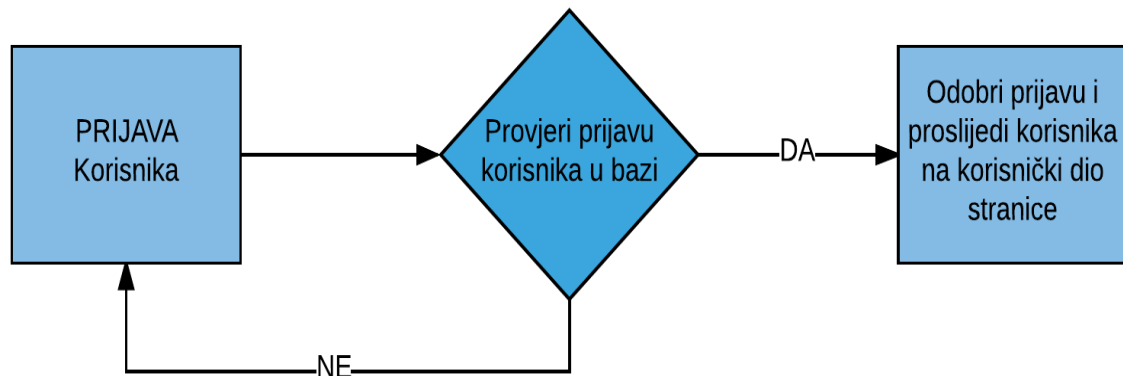 PRIJAVA
Korisnika
Provjeri prijavu
korisnika u bazi
DA
Odobri prijavu i
proslijedi korisnika
na korisnički dio
stranice
NE